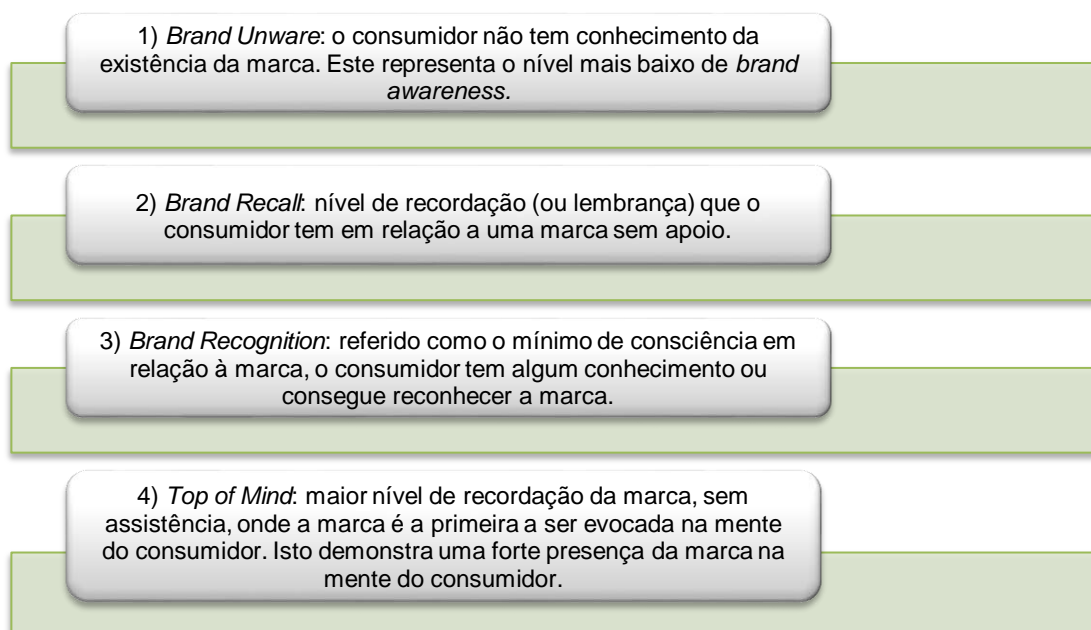 1) Brand Unware: o consumidor não tem conhecimento da
existência da marca. Este representa o nível mais baixo de brand
awareness.
2) Brand Recall: nível de recordação (ou lembrança) que o
consumidor tem em relação a uma marca sem apoio.
3) Brand Recognition: referido como o mínimo de consciência em
relação à marca, o consumidor tem algum conhecimento ou
consegue reconhecer a marca.
4) Top of Mind: maior nível de recordação da marca, sem
assistência, onde a marca é a primeira a ser evocada na mente
do consumidor. Isto demonstra uma forte presença da marca na
mente do consumidor.